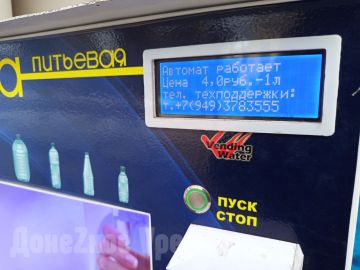 а ПИТЬЕВАЯ
Автомат работает
Цена 4,0руб.-1л
тел. техподдержки:
т.+7(949)3783555
Vending
Water
ПУСК
СТОП